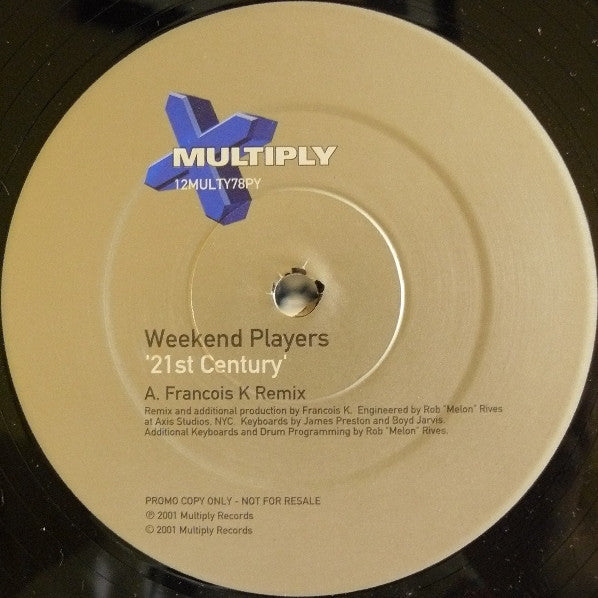 MULTIPLY
12MULTY78PY
Weekend Players
'21st Century'
A. Francois K Remix
Remix and additional production by Francois K. Engineered by Rob "Melon" Rives
at Axis Studios, NYC. Keyboards by James Preston and Boyd Jarvis.
Additional Keyboards and Drum Programming by Rob "Melon" Rives.
PROMO COPY ONLY - NOT FOR RESALE
℗ 2001 Multiply Records
© 2001 Multiply Records